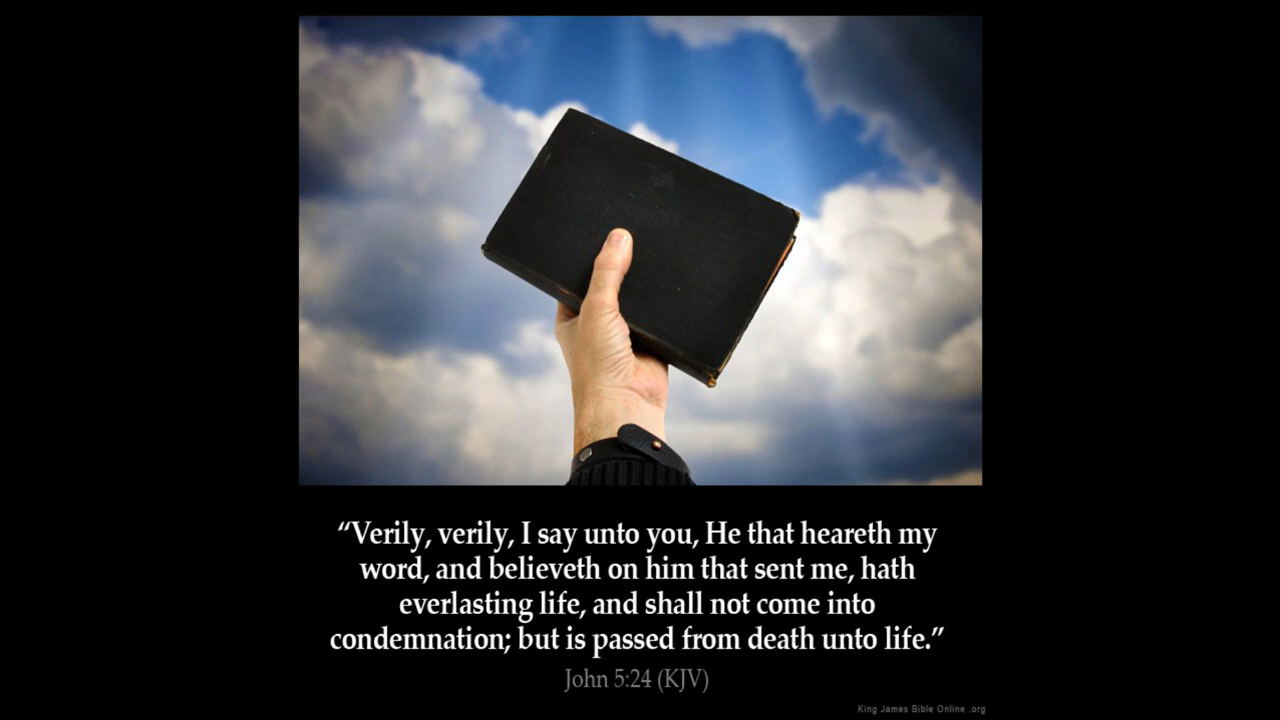 “Verily, verily, I say unto you, He that heareth my
word, and believeth on him that sent me, hath
everlasting life, and shall not come into
condemnation; but is passed from death unto life.”
John 5:24 (KJV)
King James Bible Online .org